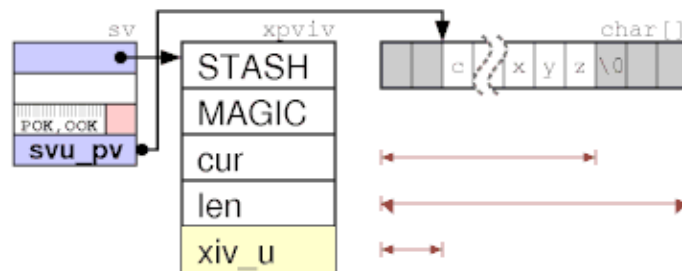 sv
xpviv
char[]
STASH
c x y z \0
MAGIC
POK,OOK
svu_pv
cur
len
xiv_u